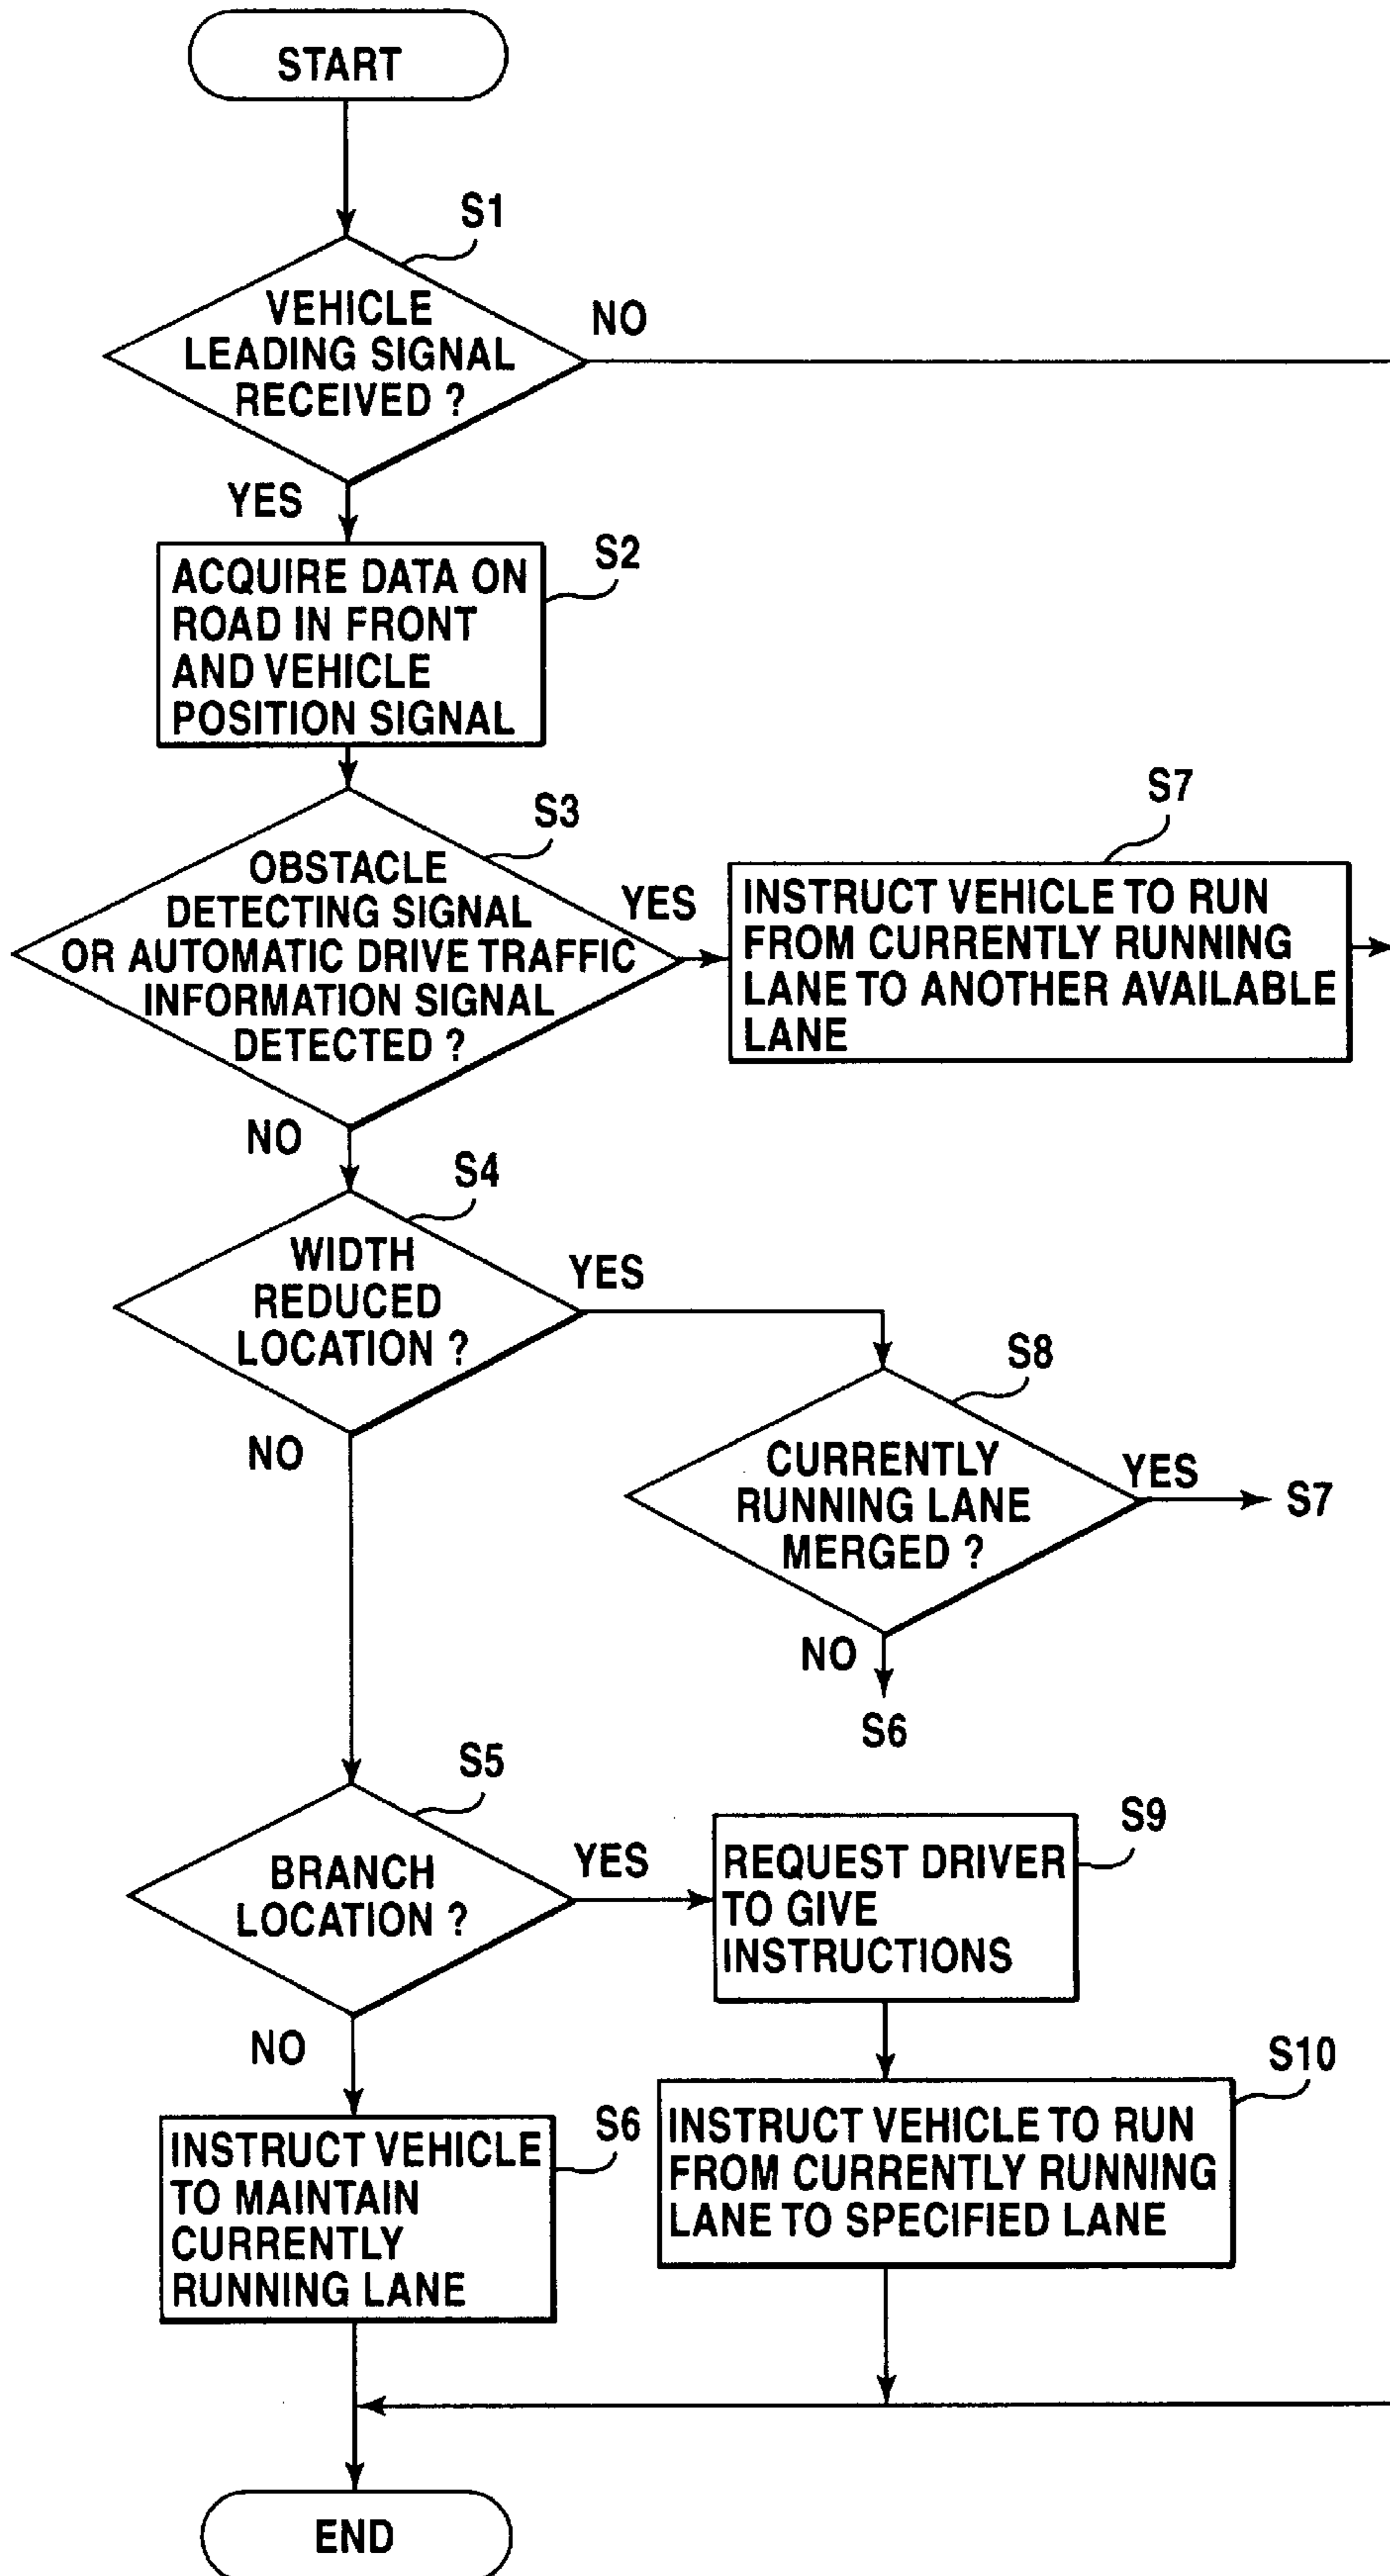 START
S1
VEHICLE
LEADING SIGNAL
RECEIVED ?
NO
YES
S2
ACQUIRE DATA ON
ROAD IN FRONT
AND VEHICLE
POSITION SIGNAL
S3
OBSTACLE
DETECTING SIGNAL
OR AUTOMATIC DRIVE TRAFFIC
INFORMATION SIGNAL
DETECTED ?
YES
S7
INSTRUCT VEHICLE TO RUN
FROM CURRENTLY RUNNING
LANE TO ANOTHER AVAILABLE
LANE
NO
S4
WIDTH
REDUCED
LOCATION ?
YES
S8
CURRENTLY
RUNNING LANE
MERGED ?
YES
S7
NO
S6
NO
S5
BRANCH
LOCATION ?
YES
S9
REQUEST DRIVER
TO GIVE
INSTRUCTIONS
S10
INSTRUCT VEHICLE TO RUN
FROM CURRENTLY RUNNING
LANE TO SPECIFIED LANE
NO
S6
INSTRUCT VEHICLE
TO MAINTAIN
CURRENTLY
RUNNING LANE
END